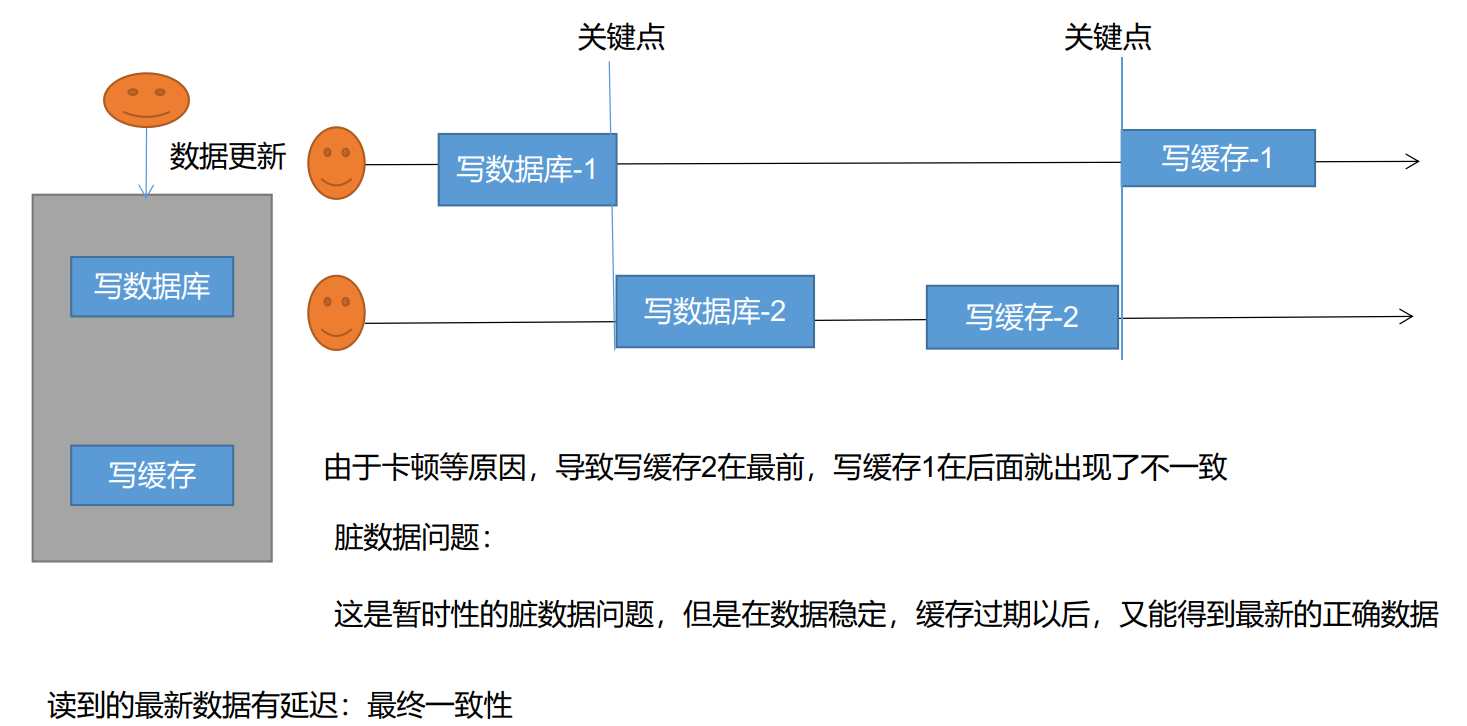 关键点
关键点
数据更新
写数据库-1
写缓存-1
写数据库
写数据库-2
写缓存-2
写缓存
由于卡顿等原因，导致写缓存2在最前，写缓存1在后面就出现了不一致
脏数据问题：
这是暂时性的脏数据问题，但是在数据稳定，缓存过期以后，又能得到最新的正确数据
读到的最新数据有延迟：最终一致性